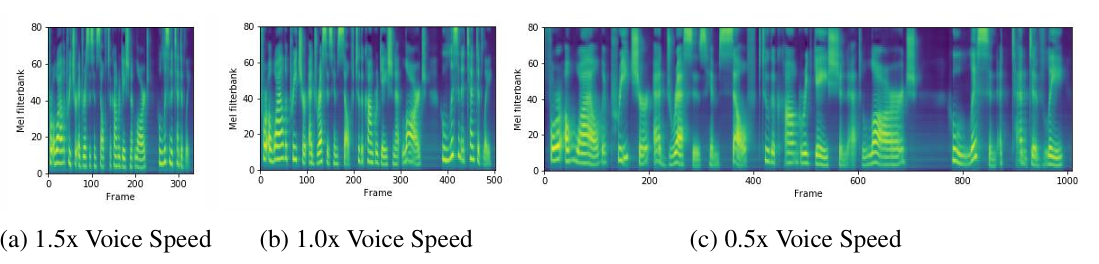 80
60
40
20
0
Mel filterbank
0 100 200 300
Frame
(a) 1.5x Voice Speed
80
60
40
20
0
Mel filterbank
0 100 200 300 400 500
Frame
(b) 1.0x Voice Speed
80
60
40
20
0
Mel filterbank
200 400 600 800 1000
Frame
(c) 0.5x Voice Speed